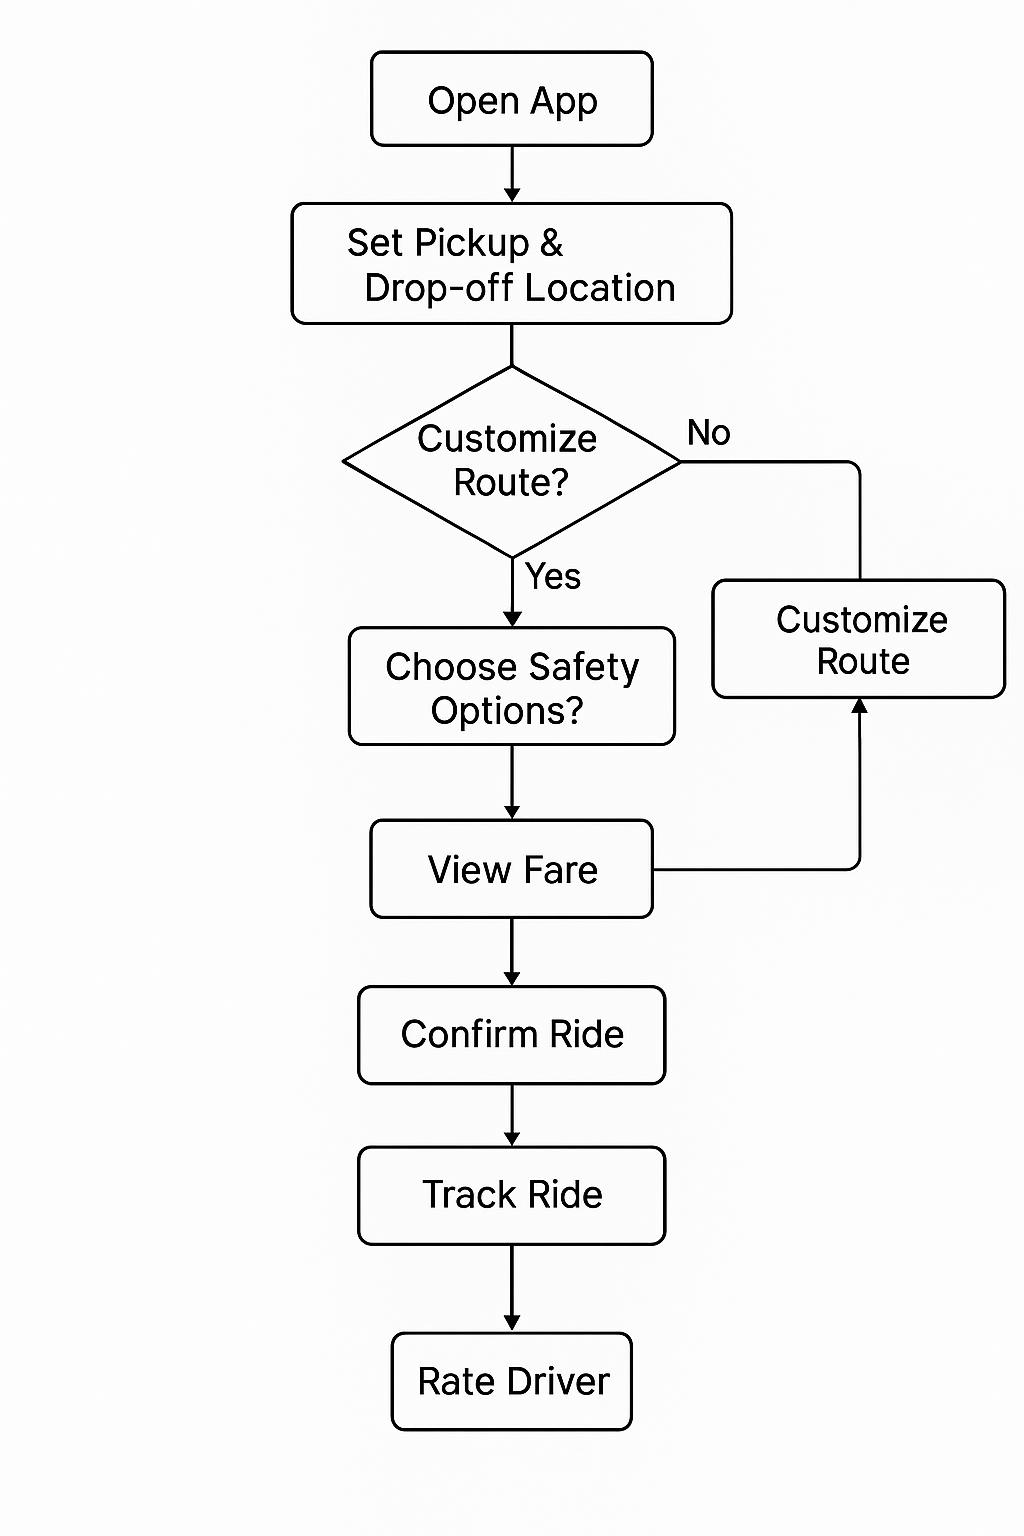 Open App
Set Pickup &
Drop-off Location
Customize
Route?
No
Yes
Customize
Route
Choose Safety
Options?
View Fare
Confirm Ride
Track Ride
Rate Driver